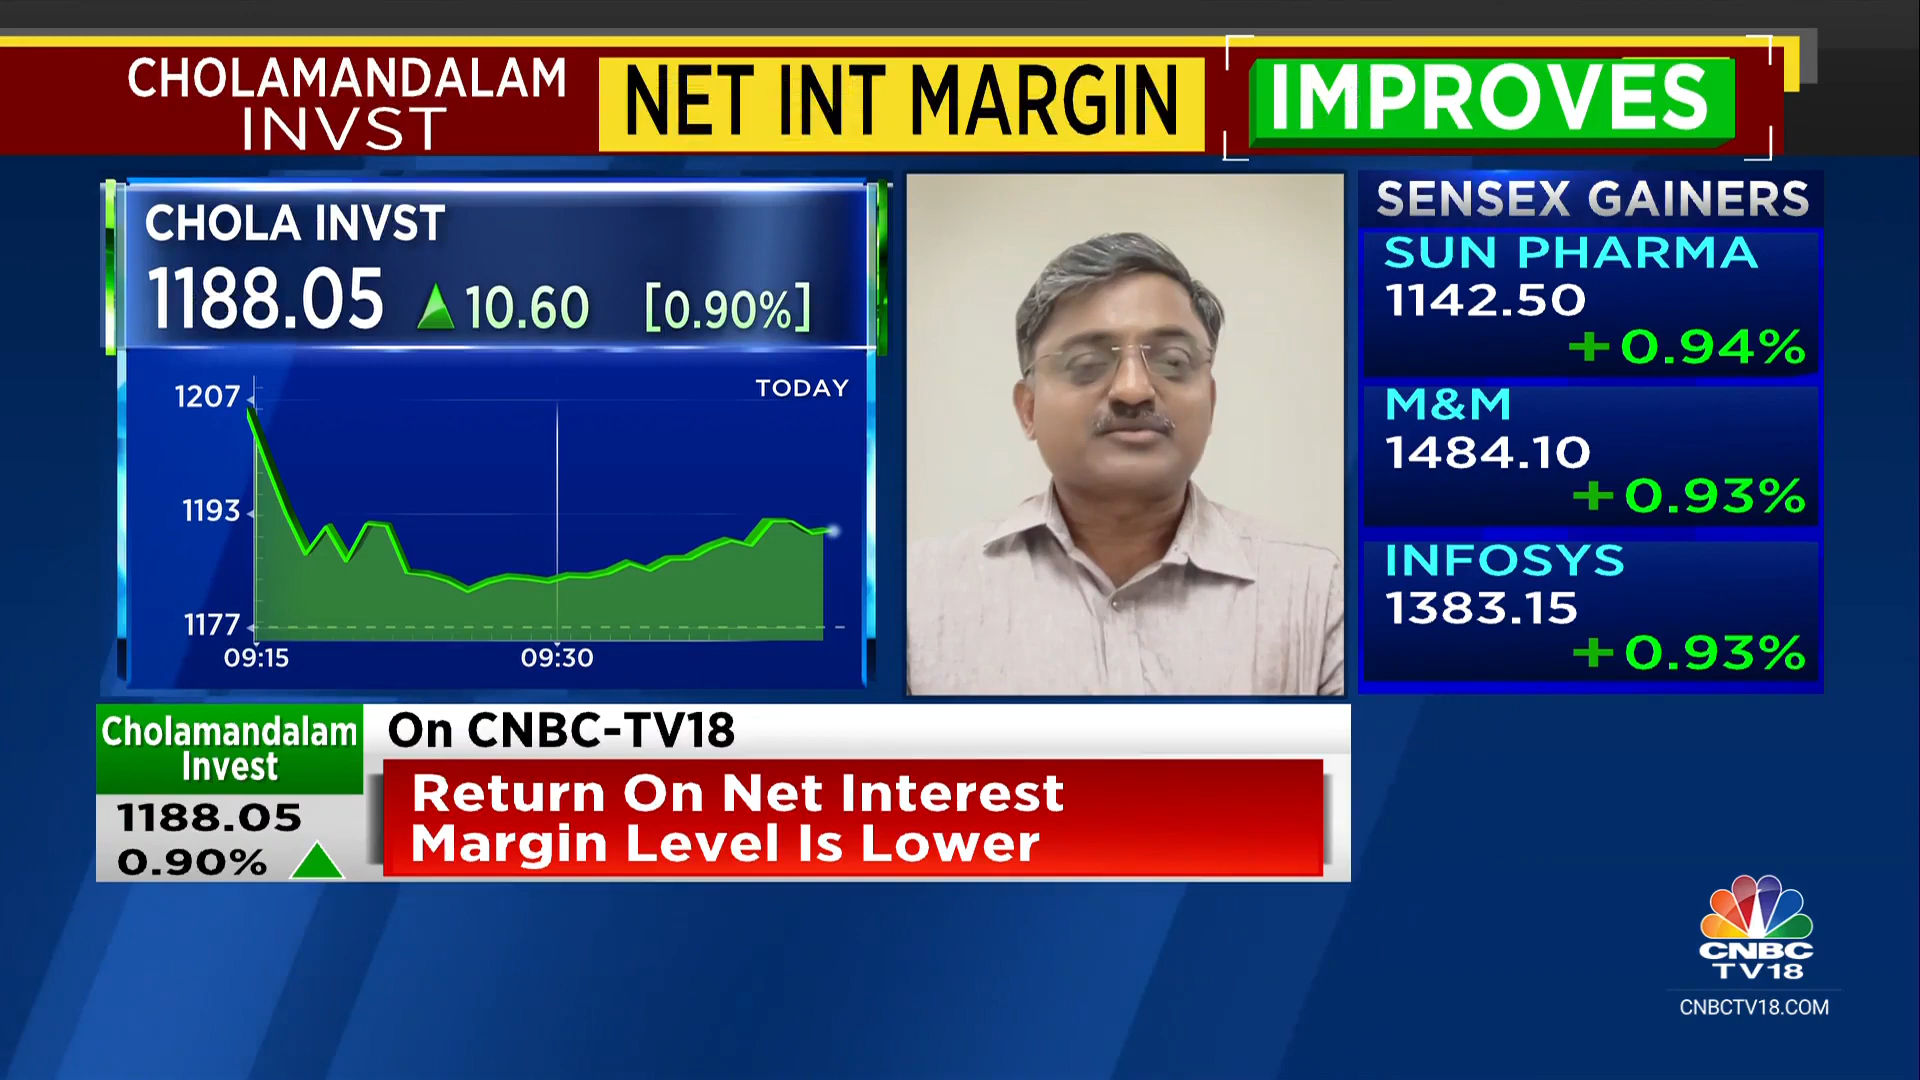 CHOLAMANDALAM
INVST
NET INT MARGIN
IMPROVES
CHOLA INVST
1188.05 ▲ 10.60 [0.90%]
TODAY
1207
1193
1177
09:15 09:30
SENSEX GAINERS
SUN PHARMA
1142.50
+0.94%
M&M
1484.10
+0.93%
INFOSYS
1383.15
+0.93%
Cholamandalam
Invest
1188.05
0.90% ▲
On CNBC-TV18
Return On Net Interest
Margin Level Is Lower
CNBC
TV18
CNBCTV18.COM